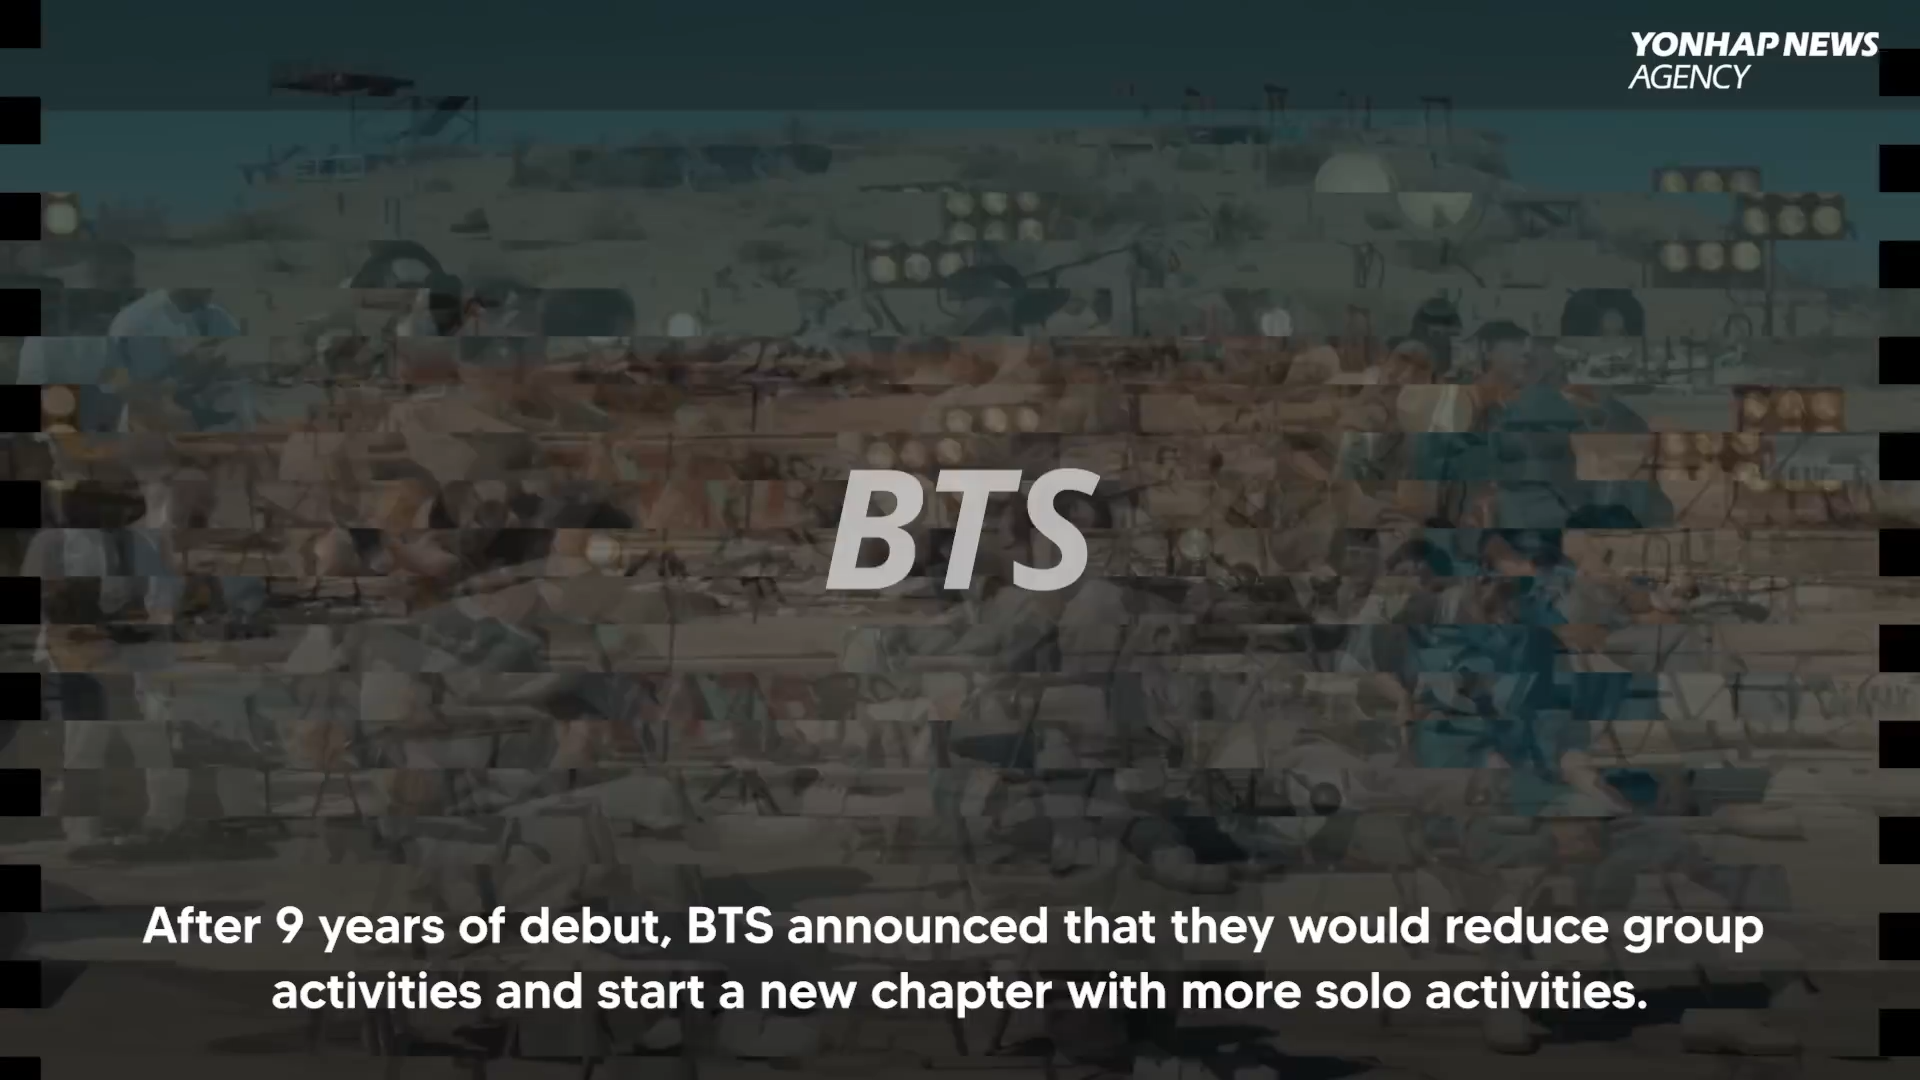 YONHAP NEWS
AGENCY
BTS
After 9 years of debut, BTS announced that they would reduce group
activities and start a new chapter with more solo activities.